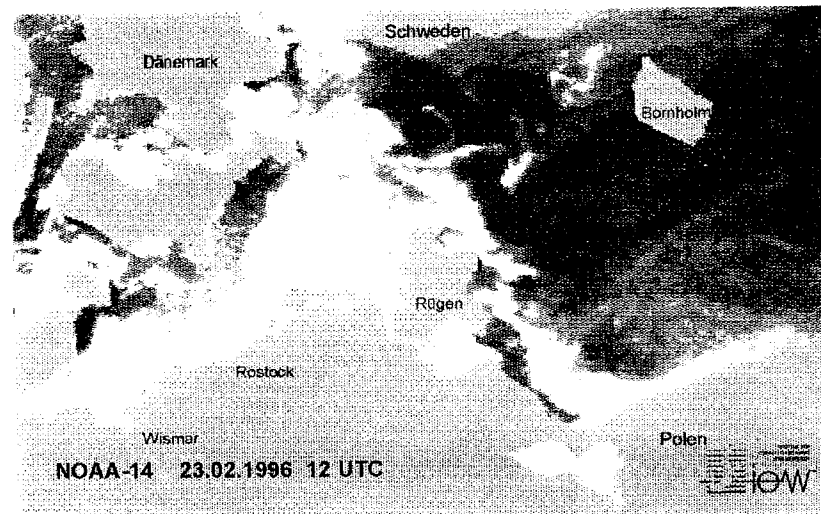 Schweden
Dänemark
Bornholm
Rügen
Rostock
Wismar
Polen
NOAA-14 23.02.1996 12 UTC
iOW